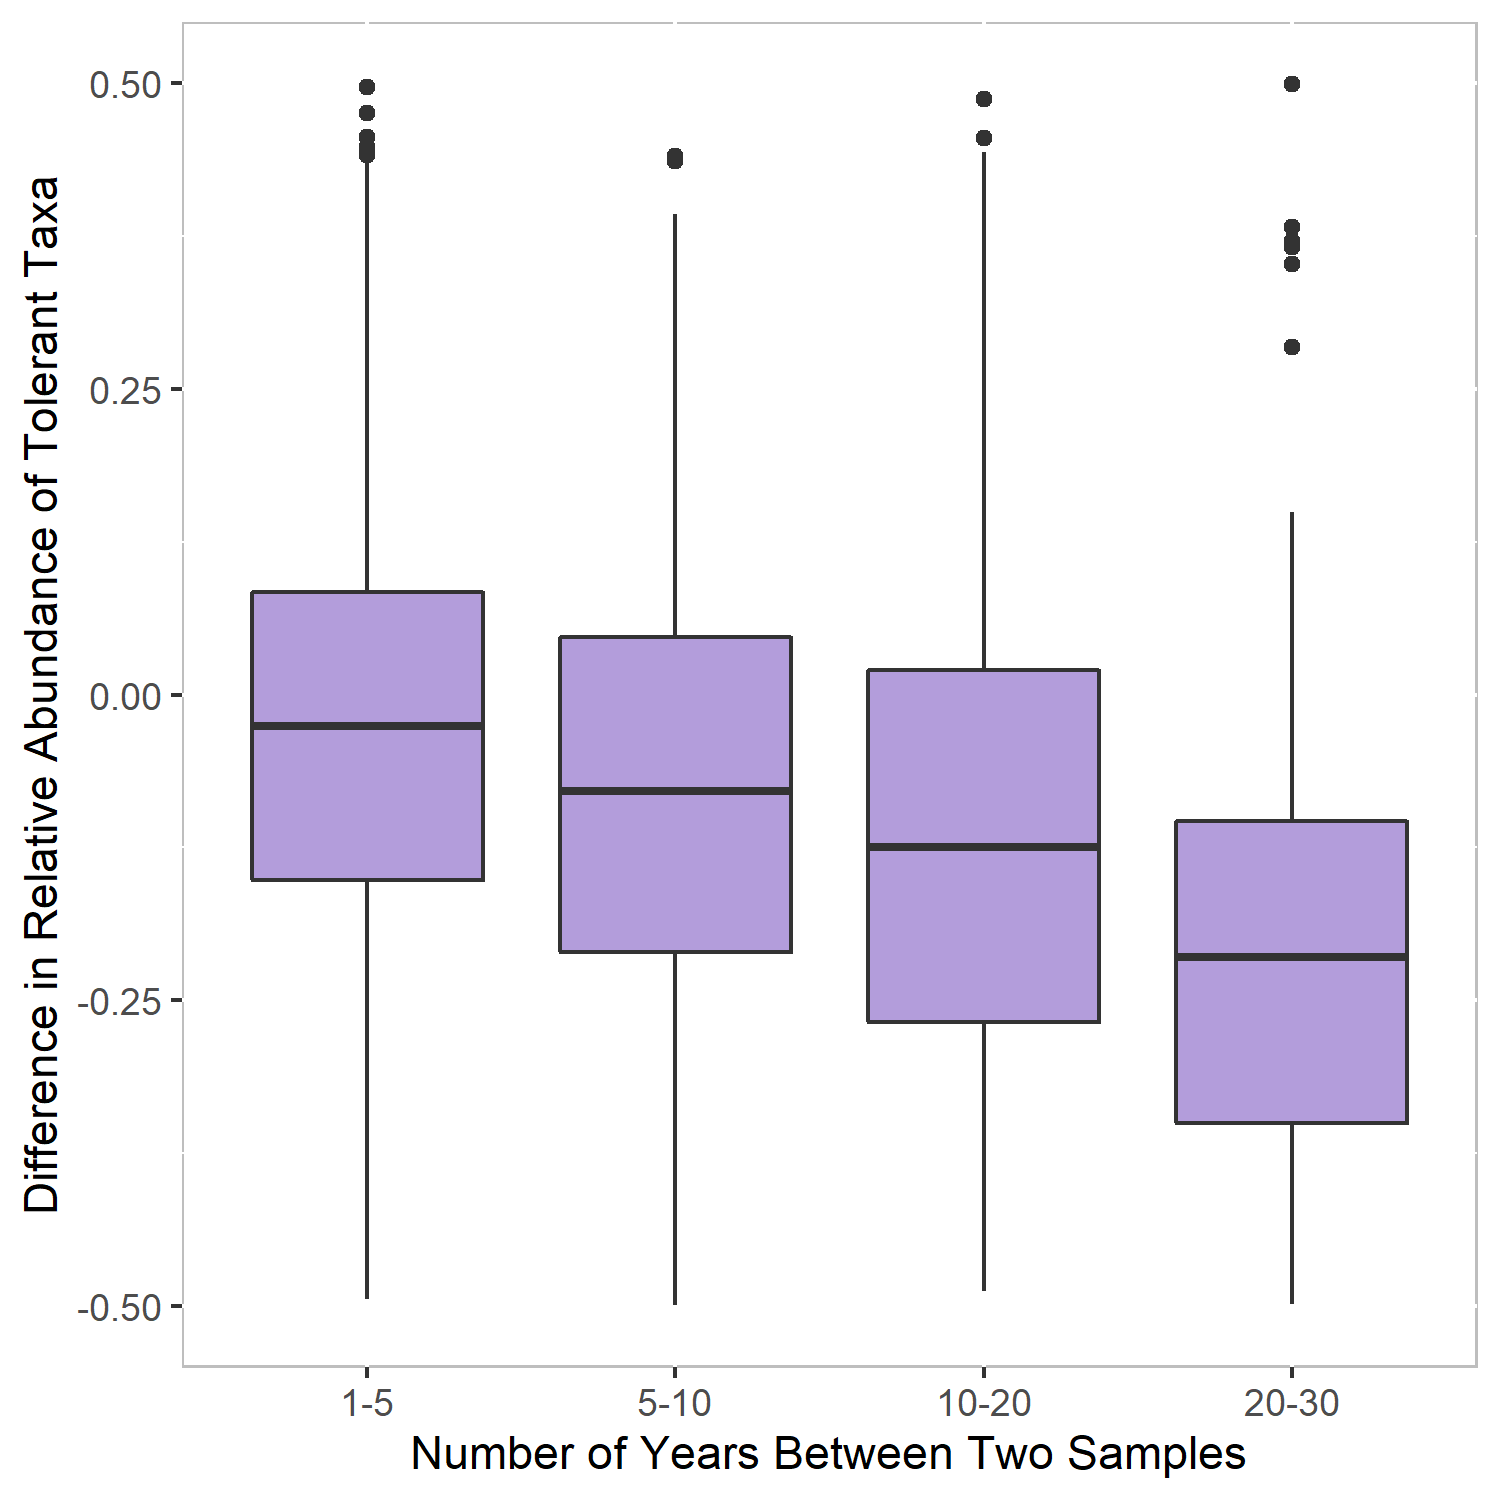 Difference in Relative Abundance of Tolerant Taxa
0.50
0.25
0.00
-0.25
-0.50
1-5 5-10 10-20 20-30
Number of Years Between Two Samples